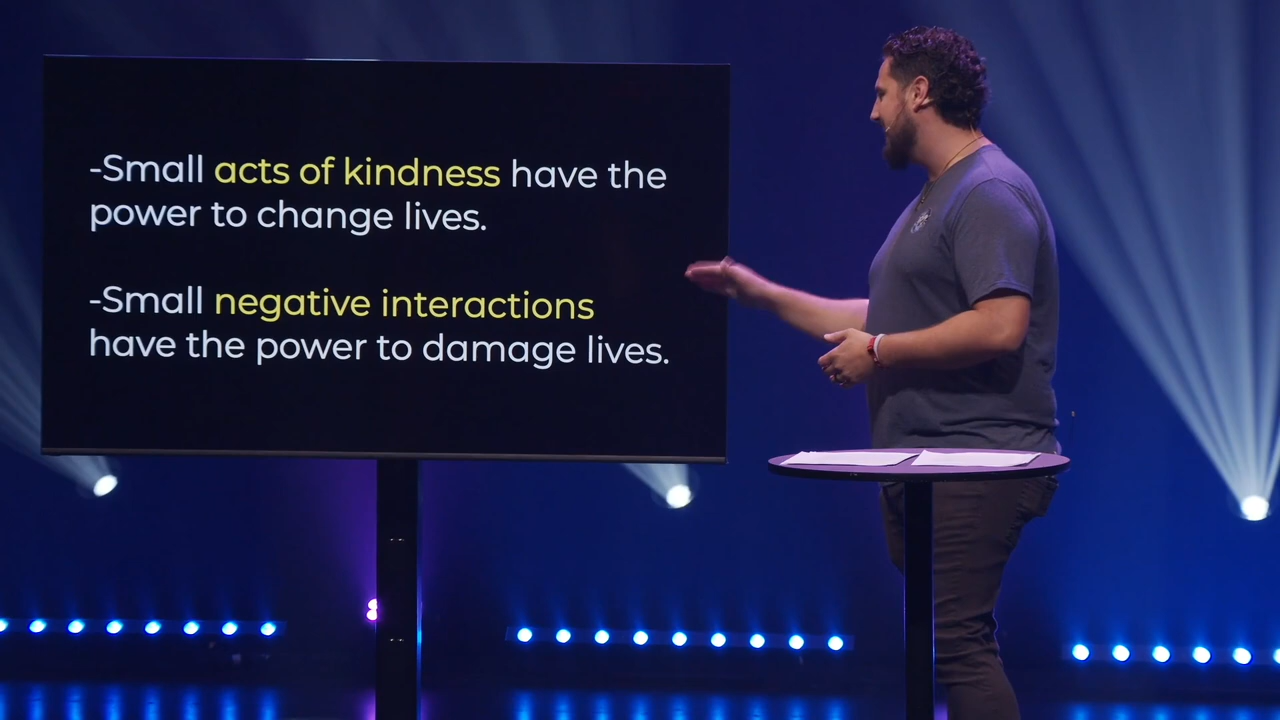 -Small acts of kindness have the
power to change lives.
-Small negative interactions
have the power to damage lives.